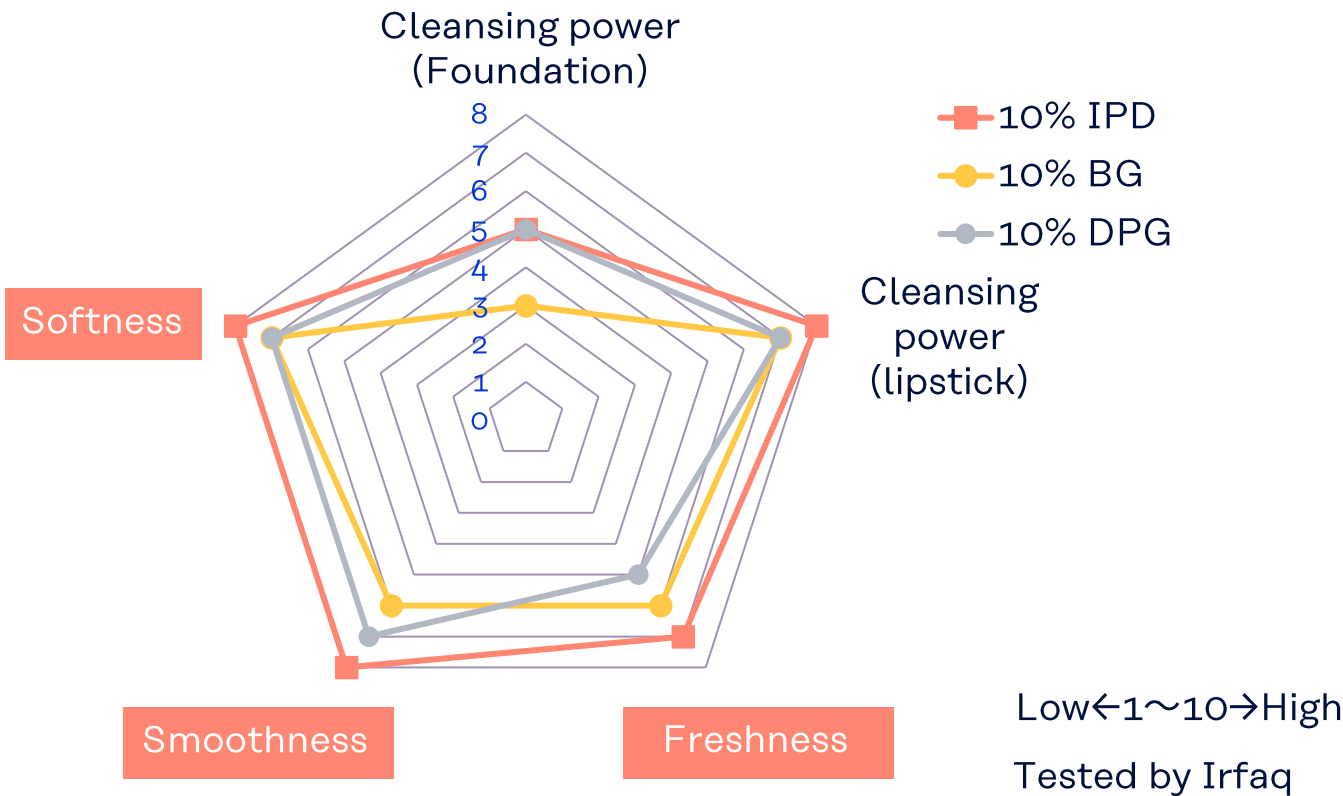 Cleansing power
(Foundation)
8
7
6
5
4
3
2
1
0
10% IPD
10% BG
10% DPG
Cleansing
power
(lipstick)
Softness
Smoothness
Freshness
Low←1〜10→High
Tested by Irfaq